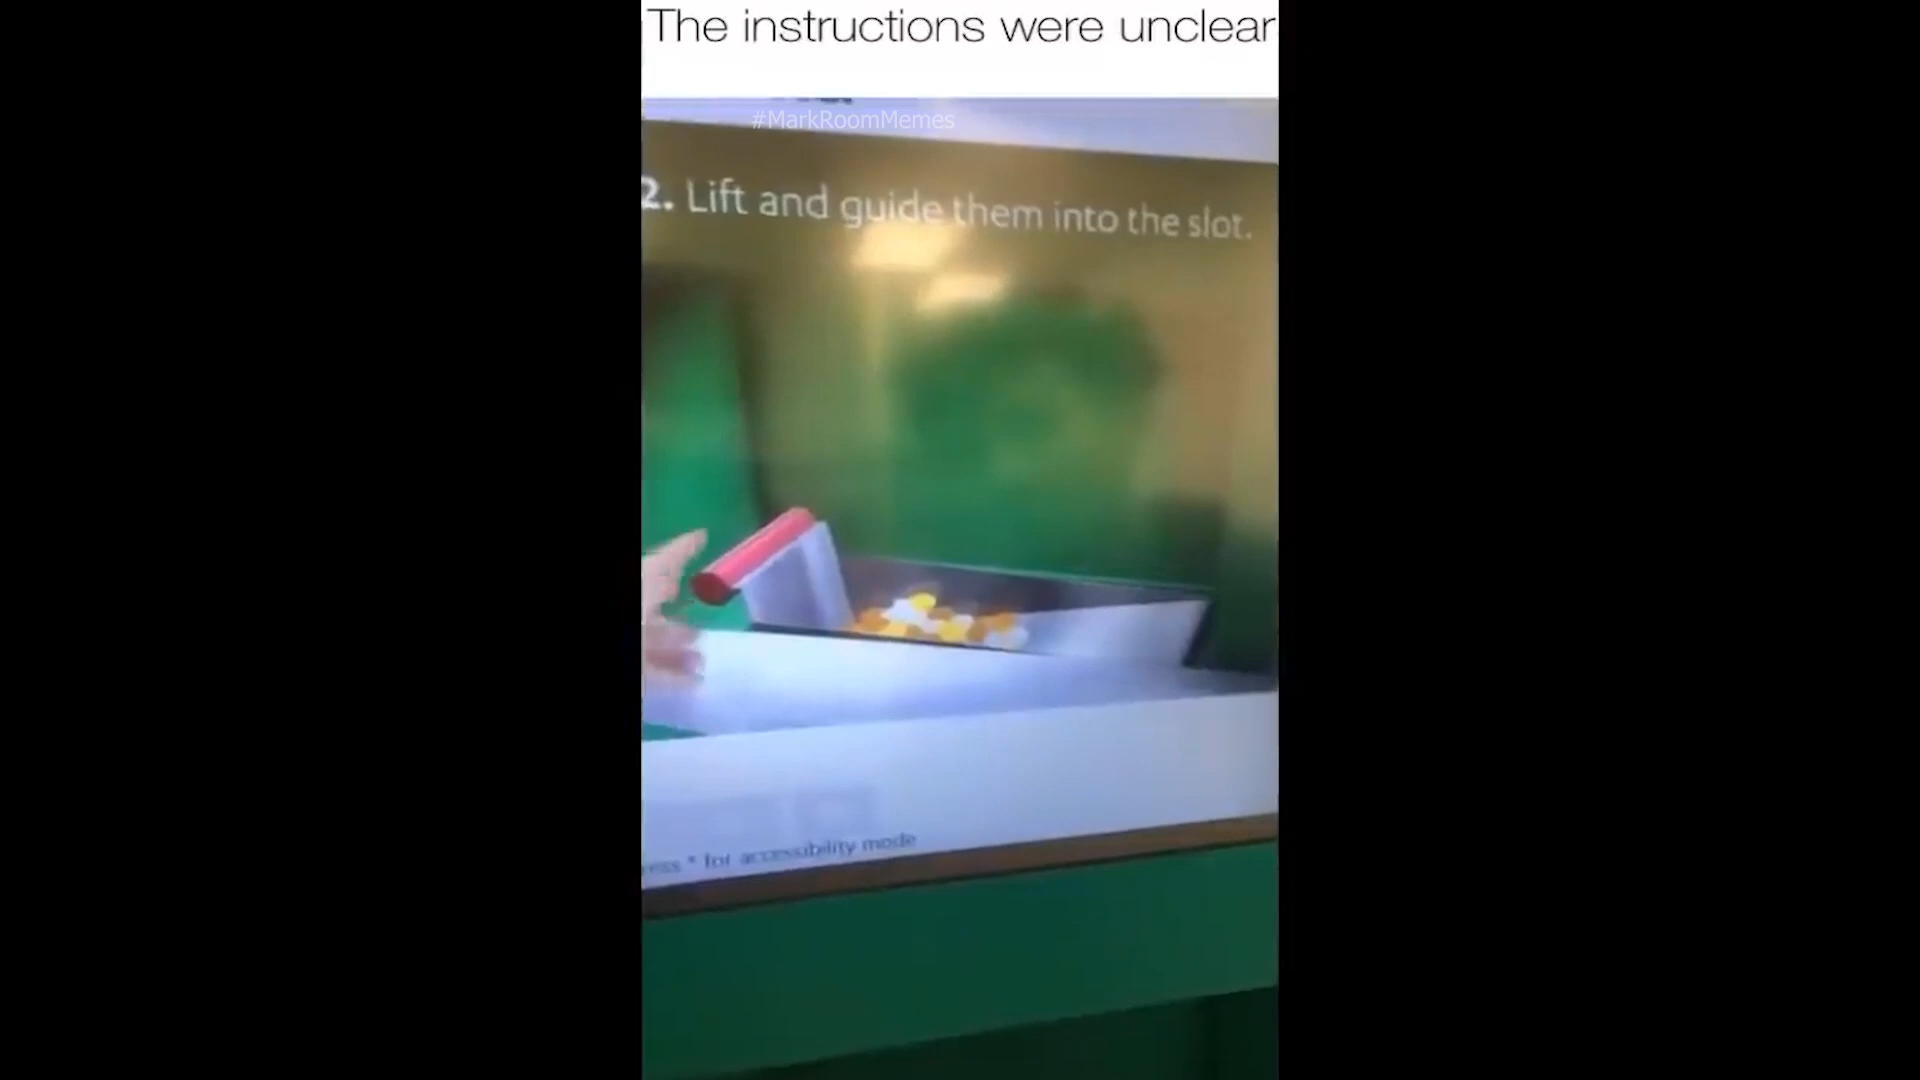 The instructions were unclear
#MarkRoomMemes
2. Lift and guide them into the slot.
for accessibility mode